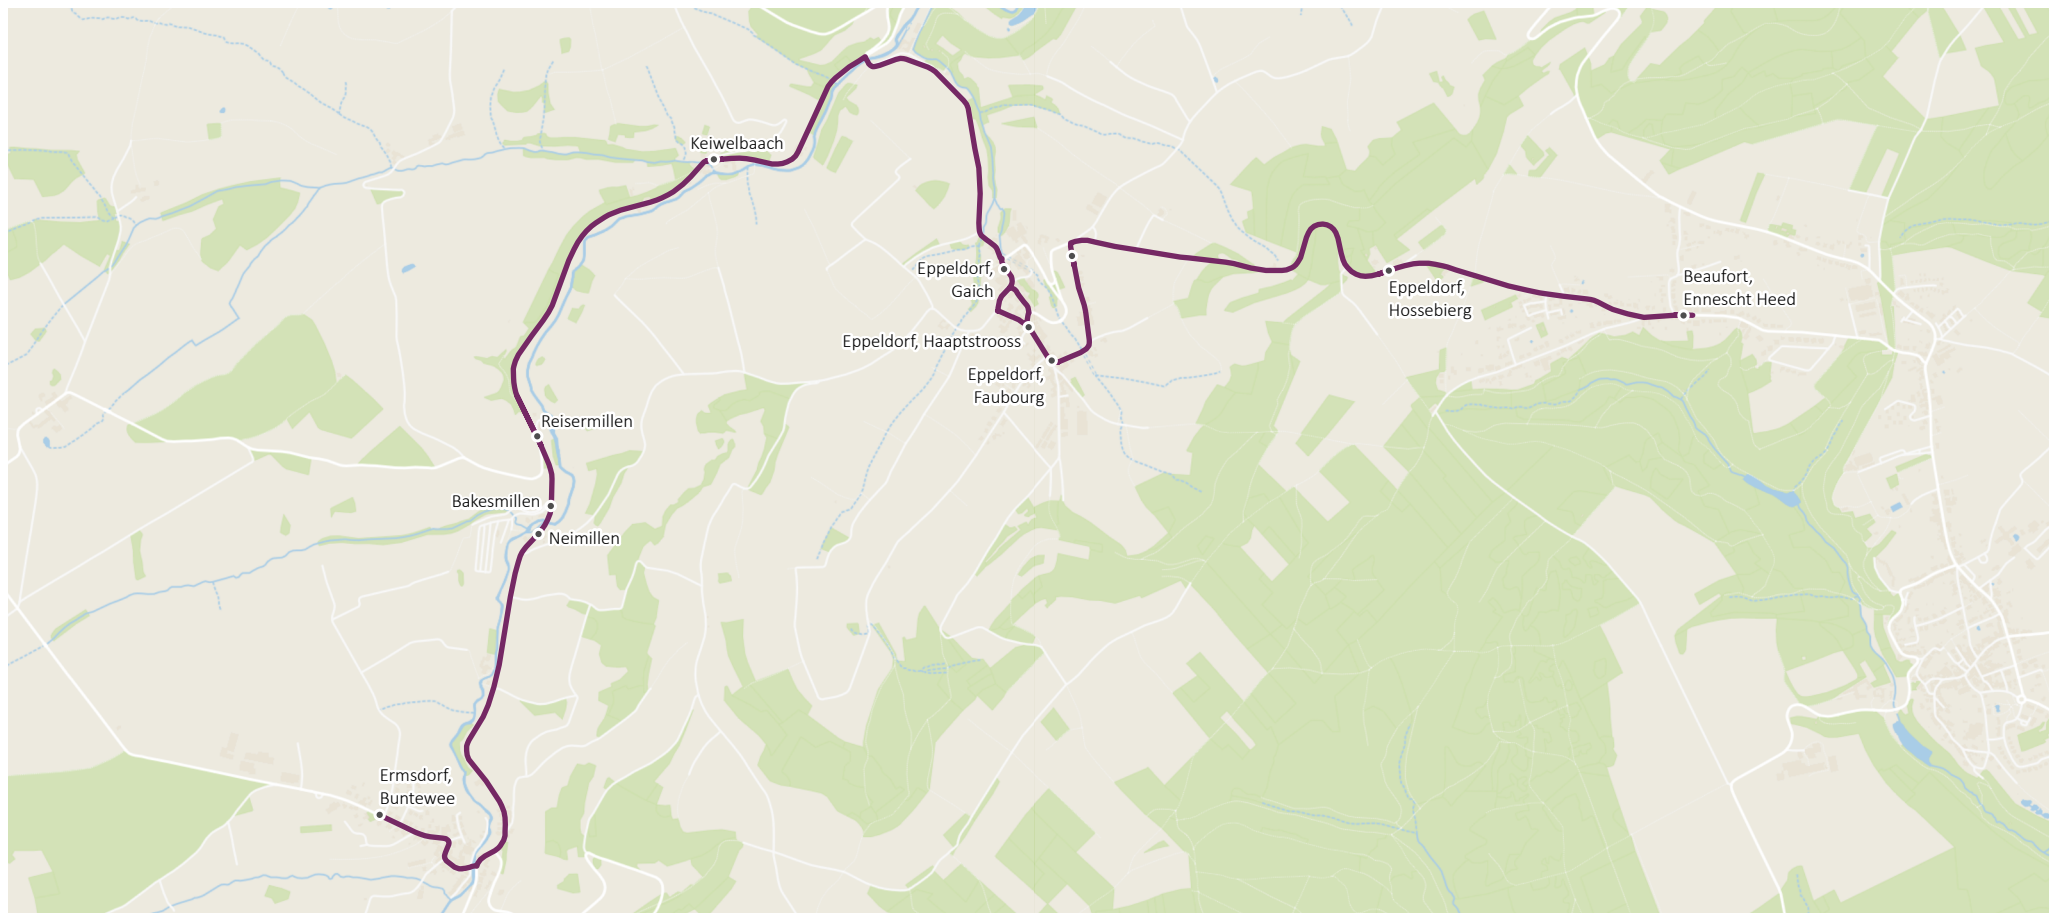 Keiwelbaach
Eppeldorf,
Gaich
Beaufort,
Ennescht Heed
Eppeldorf,
Hossebierg
Eppeldorf, Haaptstrooss
Eppeldorf,
Faubourg
Reisermillen
Bakesmillen
Neimillen
Ermsdorf,
Buntewee